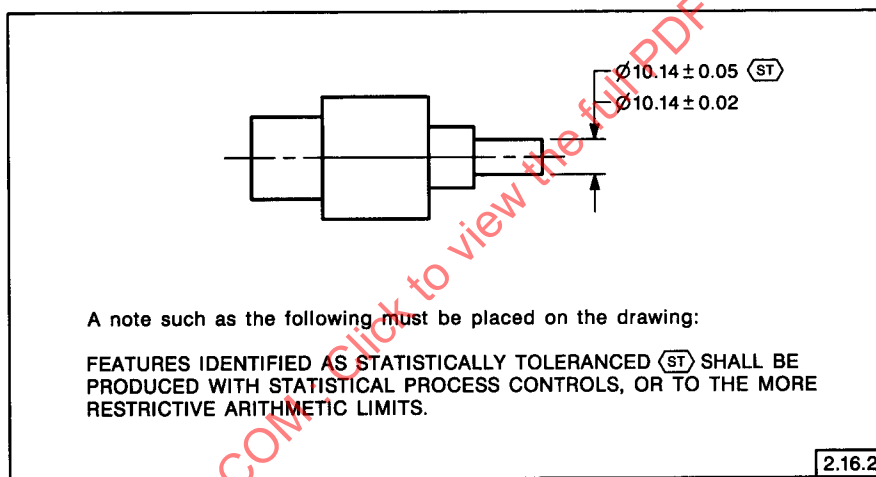 Ø10.14 ± 0.05 ST
Ø10.14 ± 0.02
A note such as the following must be placed on the drawing:
FEATURES IDENTIFIED AS STATISTICALLY TOLERANCED ST SHALL BE
PRODUCED WITH STATISTICAL PROCESS CONTROLS, OR TO THE MORE
RESTRICTIVE ARITHMETIC LIMITS.
2.16.2
COM : Click to view the full PDF